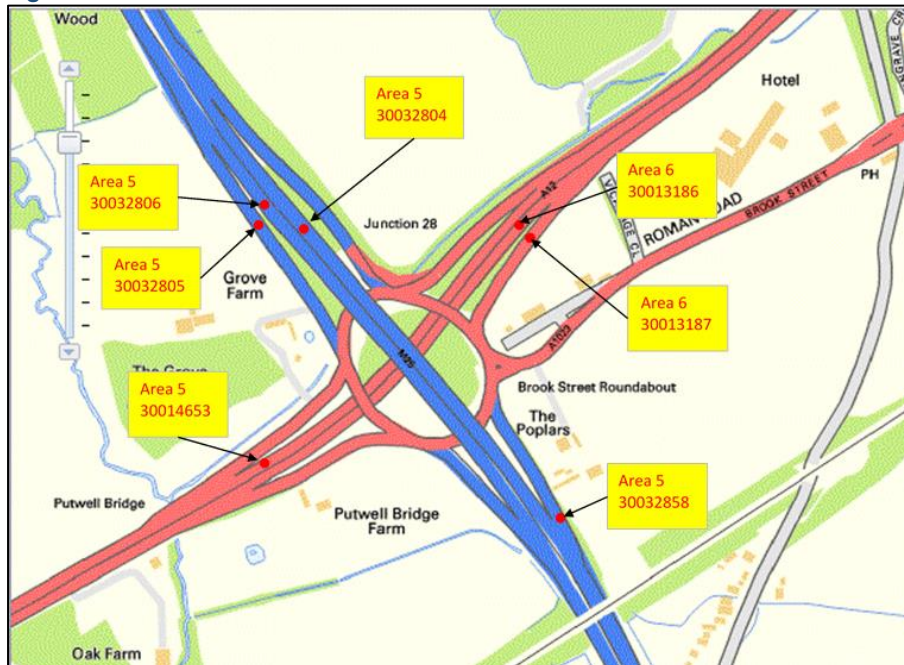 Wood
Area 5
30032804
Hotel
Area 5
30032806
Area 6
30013186
A12
PH
Junction 28
ROMAN ROAD
BROOK STREET
Area 5
30032805
Grove
Farm
Area 6
30013187
A1023
M25
The Grove
Brook Street Roundabout
Area 5
30014653
The
Poplars
Putwell Bridge
Putwell Bridge
Farm
Area 5
30032858
Oak Farm